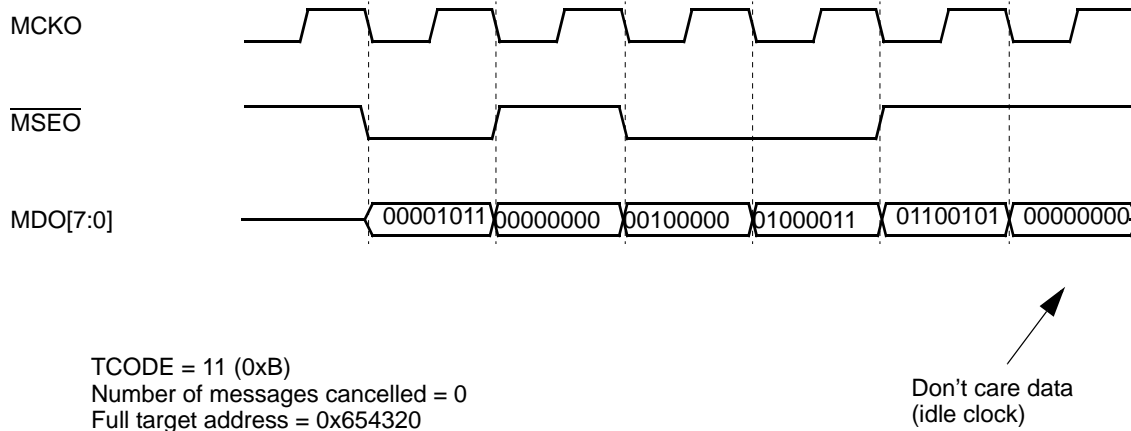 MCKO
MSEO
MDO[7:0]
00001011 00000000 00100000 01000011 01100101 00000000
TCODE = 11 (0xB)
Number of messages cancelled = 0
Full target address = 0x654320
Don't care data
(idle clock)